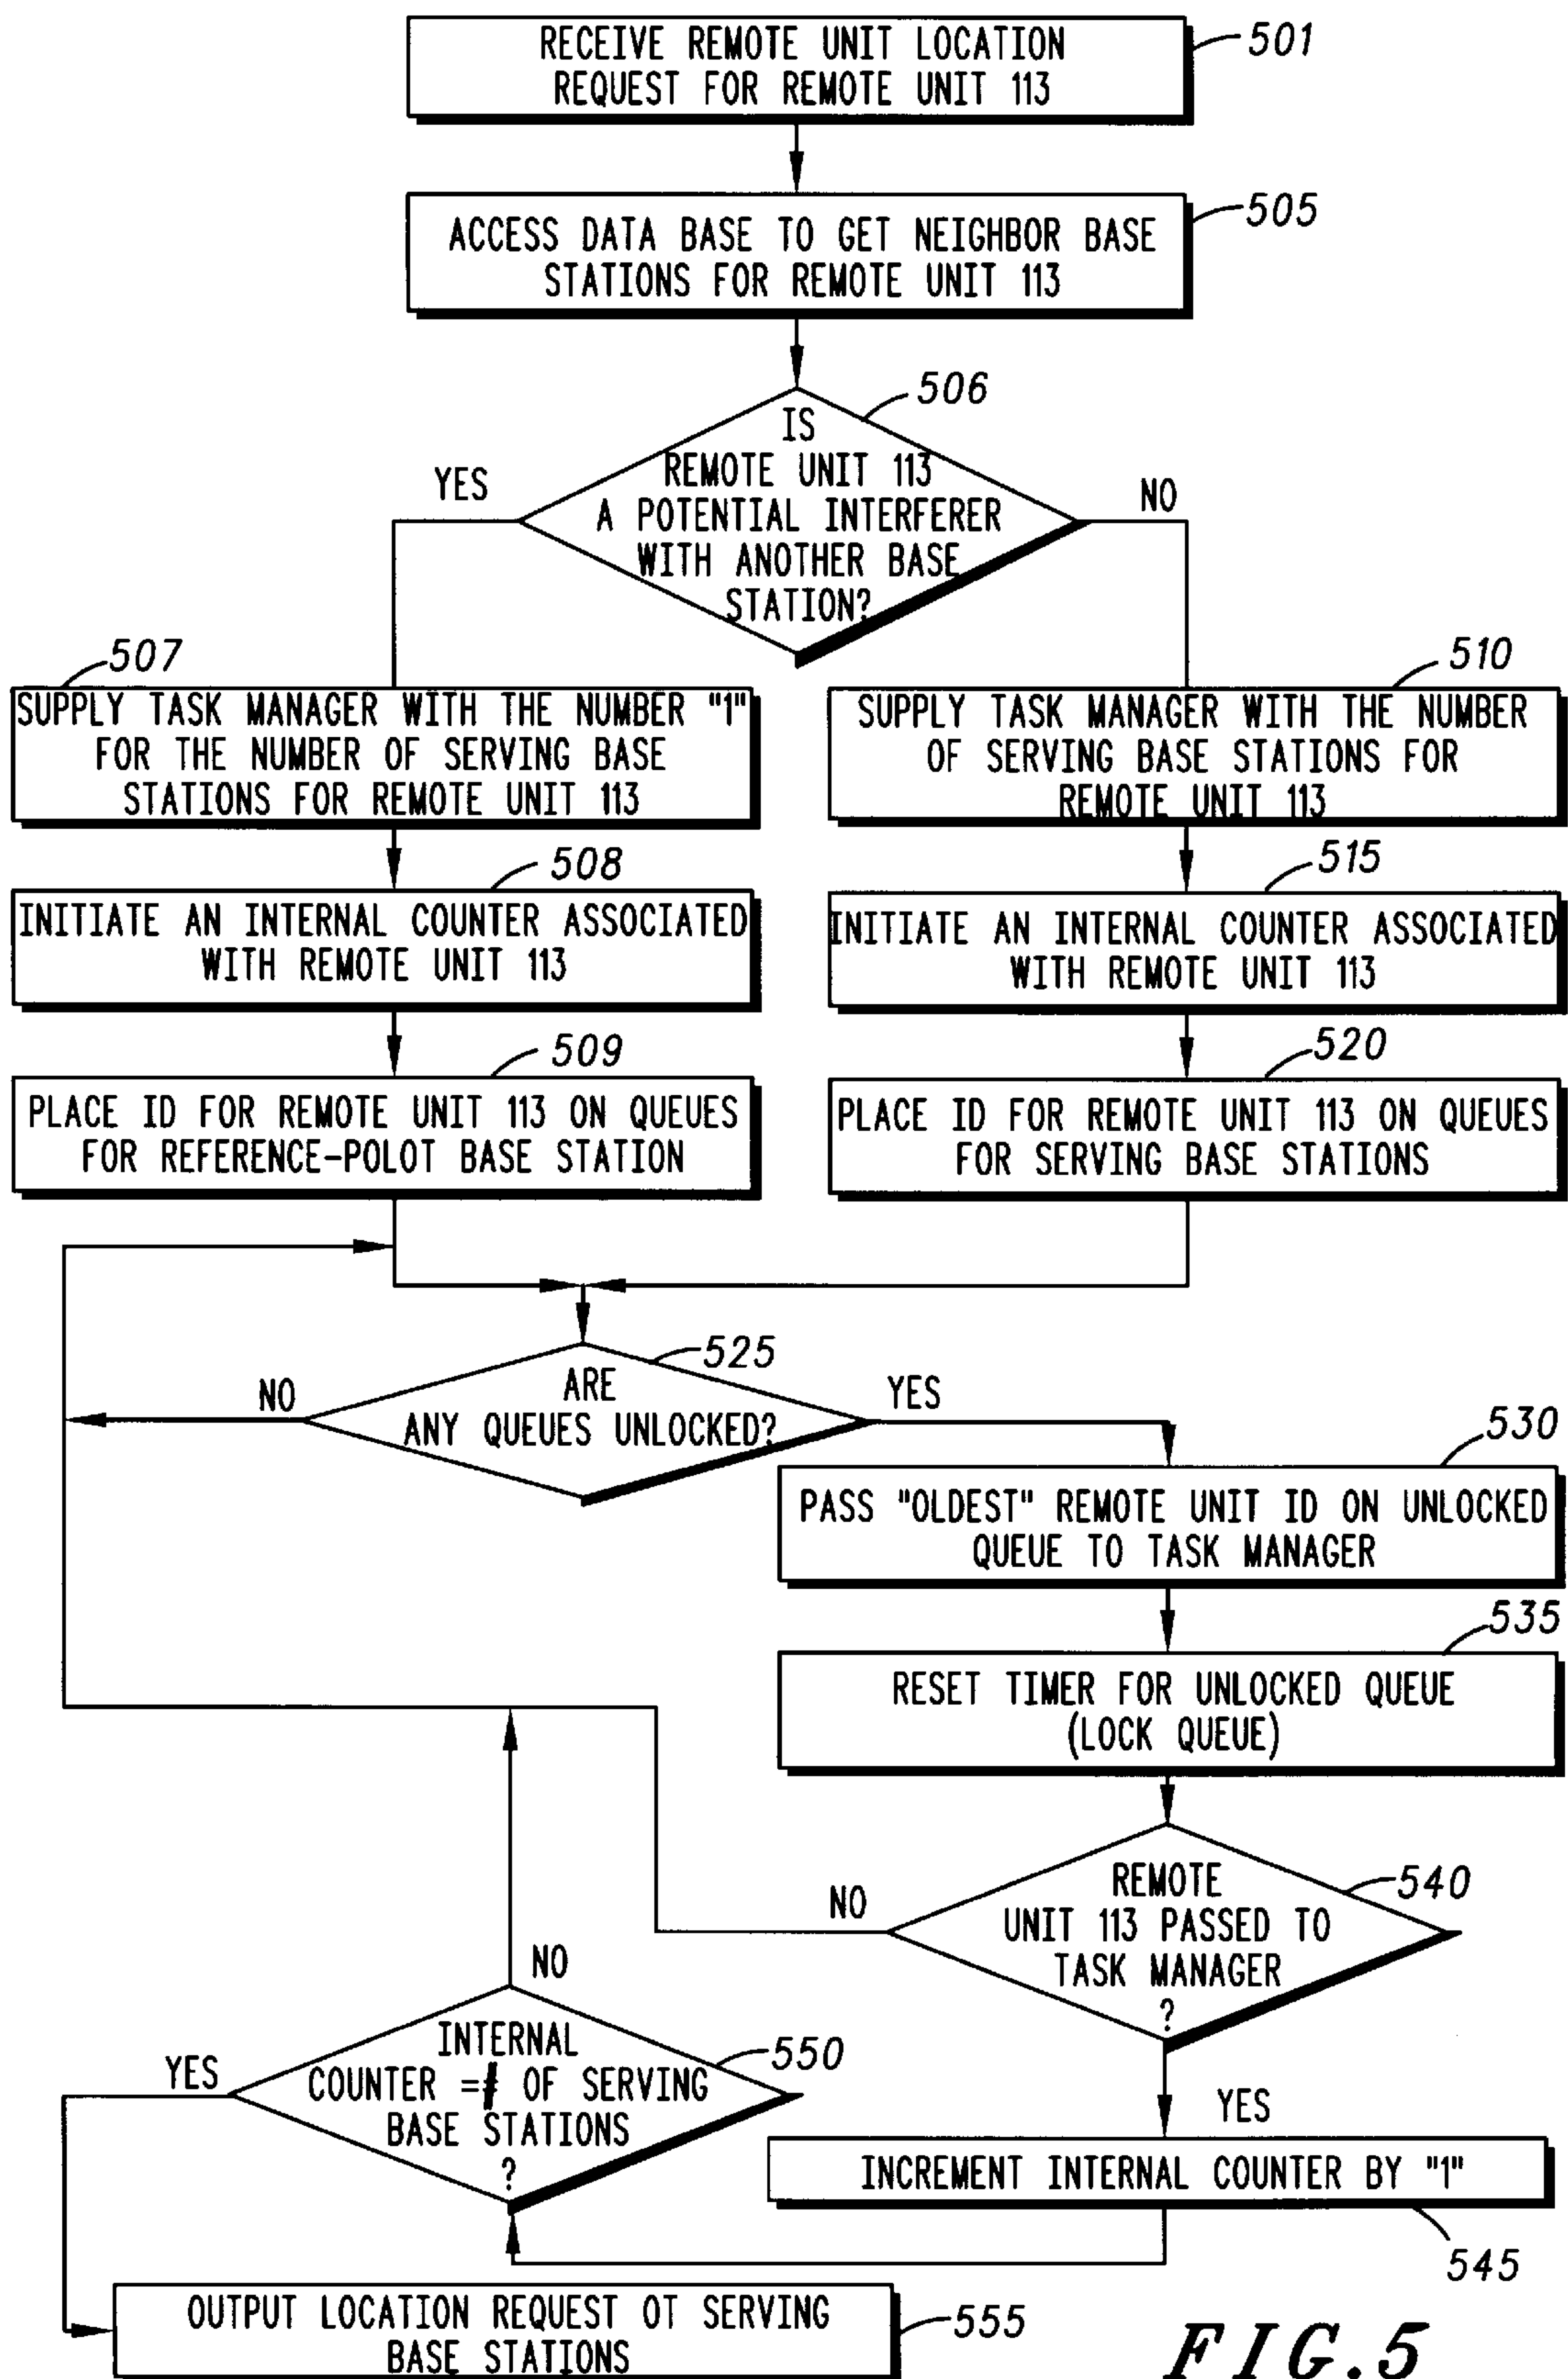 RECEIVE REMOTE UNIT LOCATION
REQUEST FOR REMOTE UNIT 113
501
ACCESS DATA BASE TO GET NEIGHBOR BASE
STATIONS FOR REMOTE UNIT 113
505
506
IS
REMOTE UNIT 113
A POTENTIAL INTERFERER
WITH ANOTHER BASE
STATION?
YES
NO
507
SUPPLY TASK MANAGER WITH THE NUMBER "1"
FOR THE NUMBER OF SERVING BASE
STATIONS FOR REMOTE UNIT 113
510
SUPPLY TASK MANAGER WITH THE NUMBER
OF SERVING BASE STATIONS FOR
REMOTE UNIT 113
508
INITIATE AN INTERNAL COUNTER ASSOCIATED
WITH REMOTE UNIT 113
515
INITIATE AN INTERNAL COUNTER ASSOCIATED
WITH REMOTE UNIT 113
509
PLACE ID FOR REMOTE UNIT 113 ON QUEUES
FOR REFERENCE-POLOT BASE STATION
520
PLACE ID FOR REMOTE UNIT 113 ON QUEUES
FOR SERVING BASE STATIONS
525
ARE
ANY QUEUES UNLOCKED?
NO
YES
530
PASS "OLDEST" REMOTE UNIT ID ON UNLOCKED
QUEUE TO TASK MANAGER
535
RESET TIMER FOR UNLOCKED QUEUE
(LOCK QUEUE)
540
REMOTE
UNIT 113 PASSED TO
TASK MANAGER
?
NO
YES
INCREMENT INTERNAL COUNTER BY "1"
545
NO
550
INTERNAL
COUNTER =# OF SERVING
BASE STATIONS
?
YES
OUTPUT LOCATION REQUEST OT SERVING
BASE STATIONS
555
FIG.5